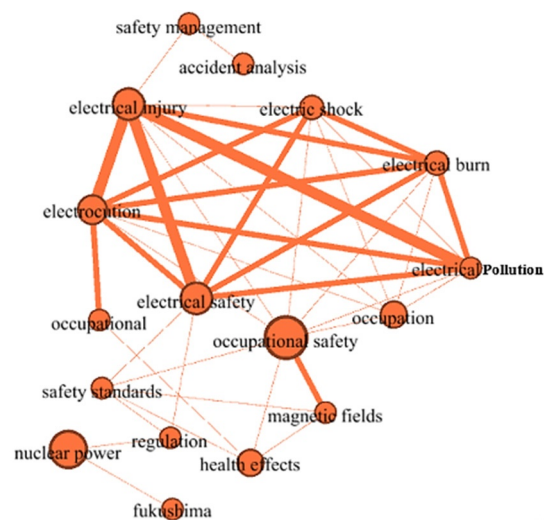 safety management
accident analysis
electrical injury
electric shock
electrical burn
electrocution
electrical Pollution
electrical safety
occupational
occupation
occupational safety
safety standards
magnetic fields
regulation
nuclear power
health effects
fukushima